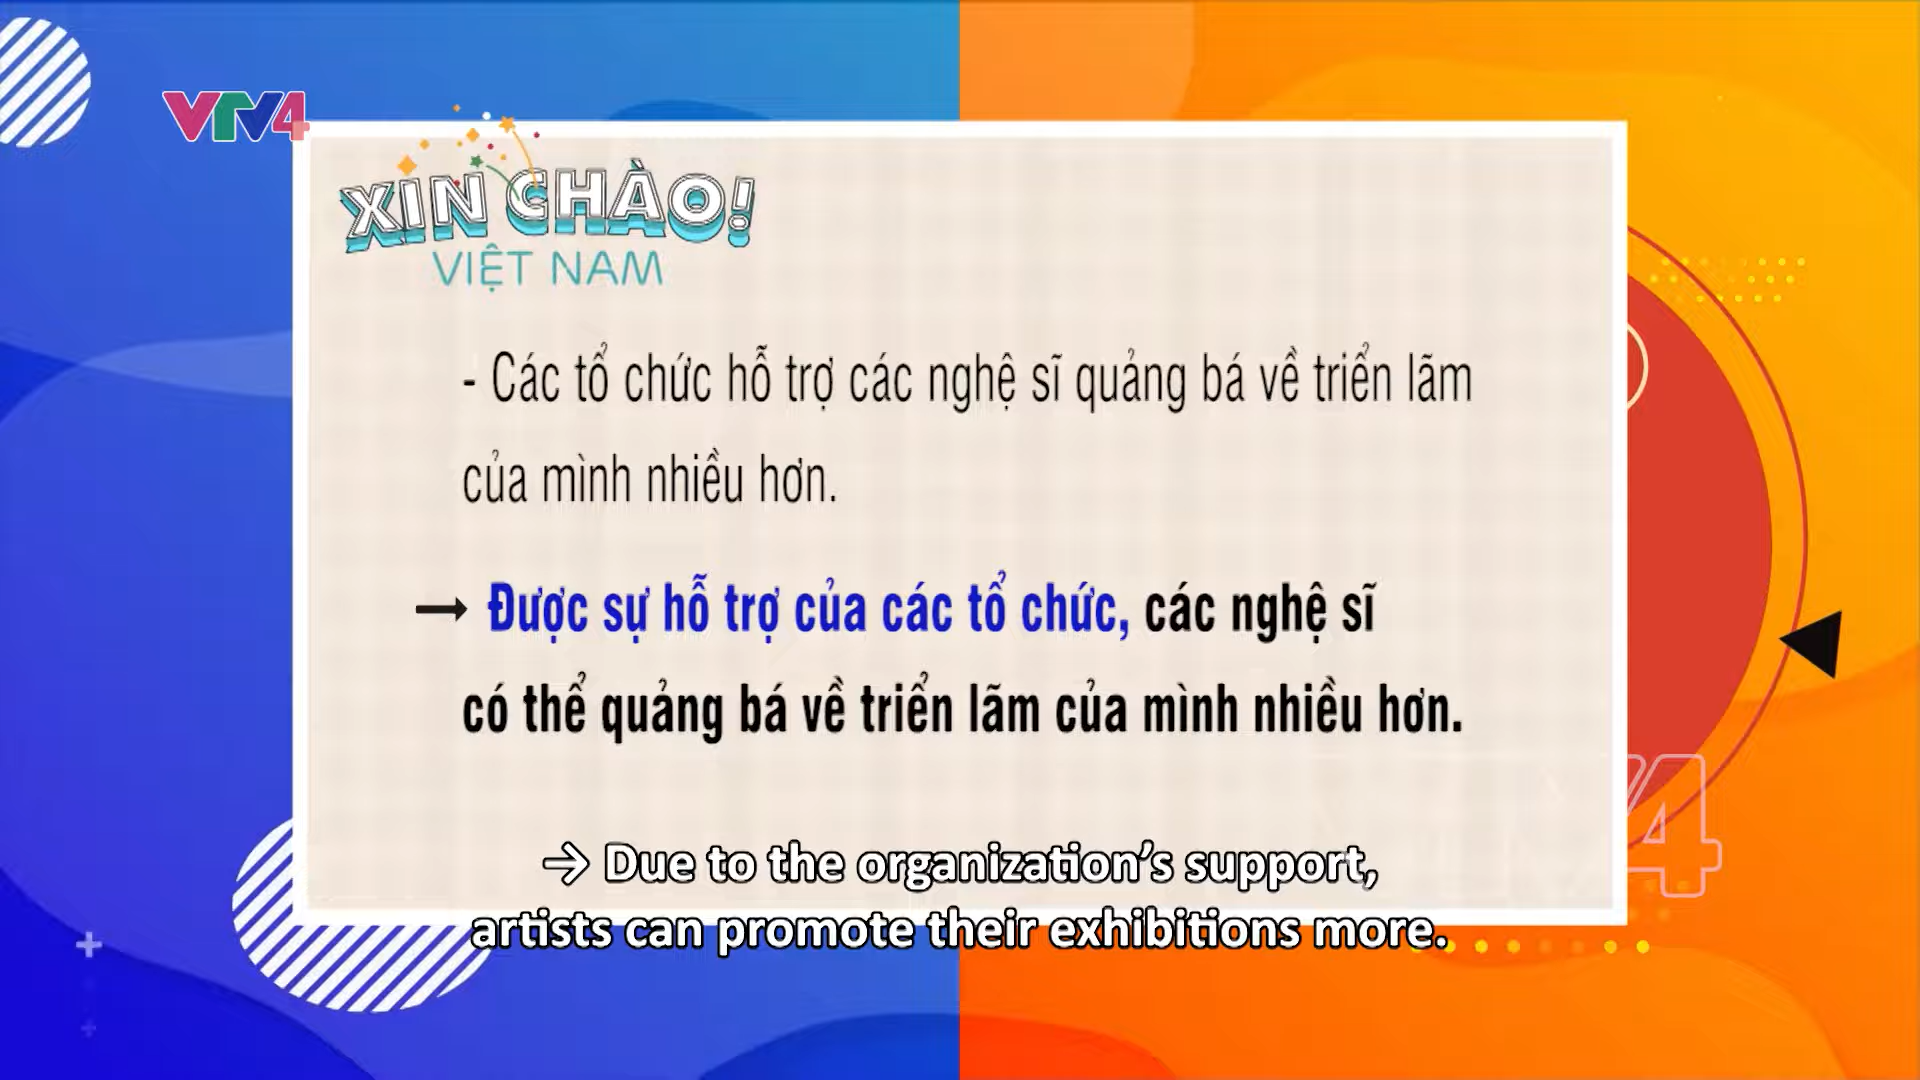 VTV4
XIN CHÀO!
VIỆT NAM
- Các tổ chức hỗ trợ các nghệ sĩ quảng bá về triển lãm
của mình nhiều hơn.
→ Được sự hỗ trợ của các tổ chức, các nghệ sĩ
có thể quảng bá về triển lãm của mình nhiều hơn.
→ Due to the organization's support,
artists can promote their exhibitions more.